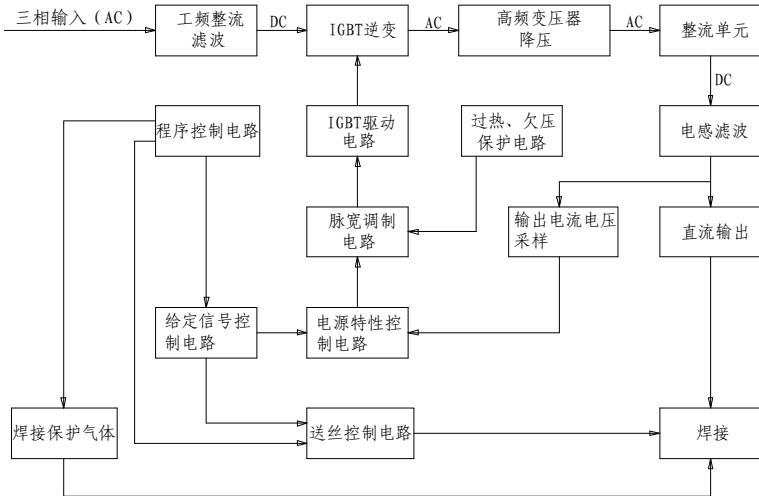 三相输入（AC）
工频整流
滤波
DC
IGBT逆变
AC
高频变压器
降压
AC
整流单元
DC
程序控制电路
IGBT驱动
电路
过热、欠压
保护电路
电感滤波
脉宽调制
电路
输出电流电压
采样
直流输出
给定信号控
制电路
电源特性控
制电路
焊接保护气体
送丝控制电路
焊接